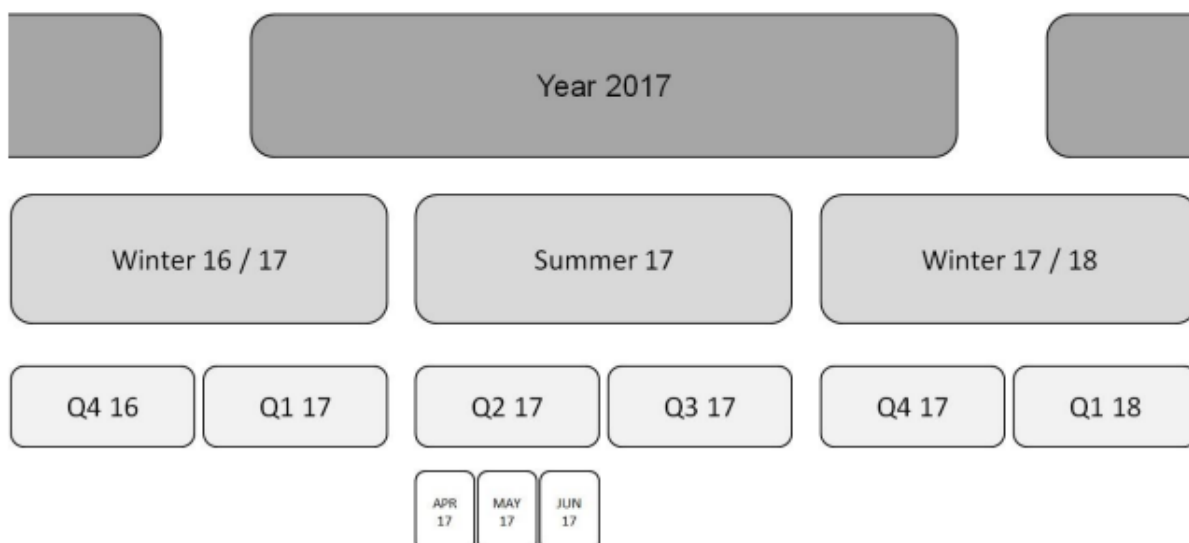 Year 2017
Winter 16 / 17
Summer 17
Winter 17 / 18
Q4 16
Q1 17
Q2 17
Q3 17
Q4 17
Q1 18
APR
17
MAY
17
JUN
17